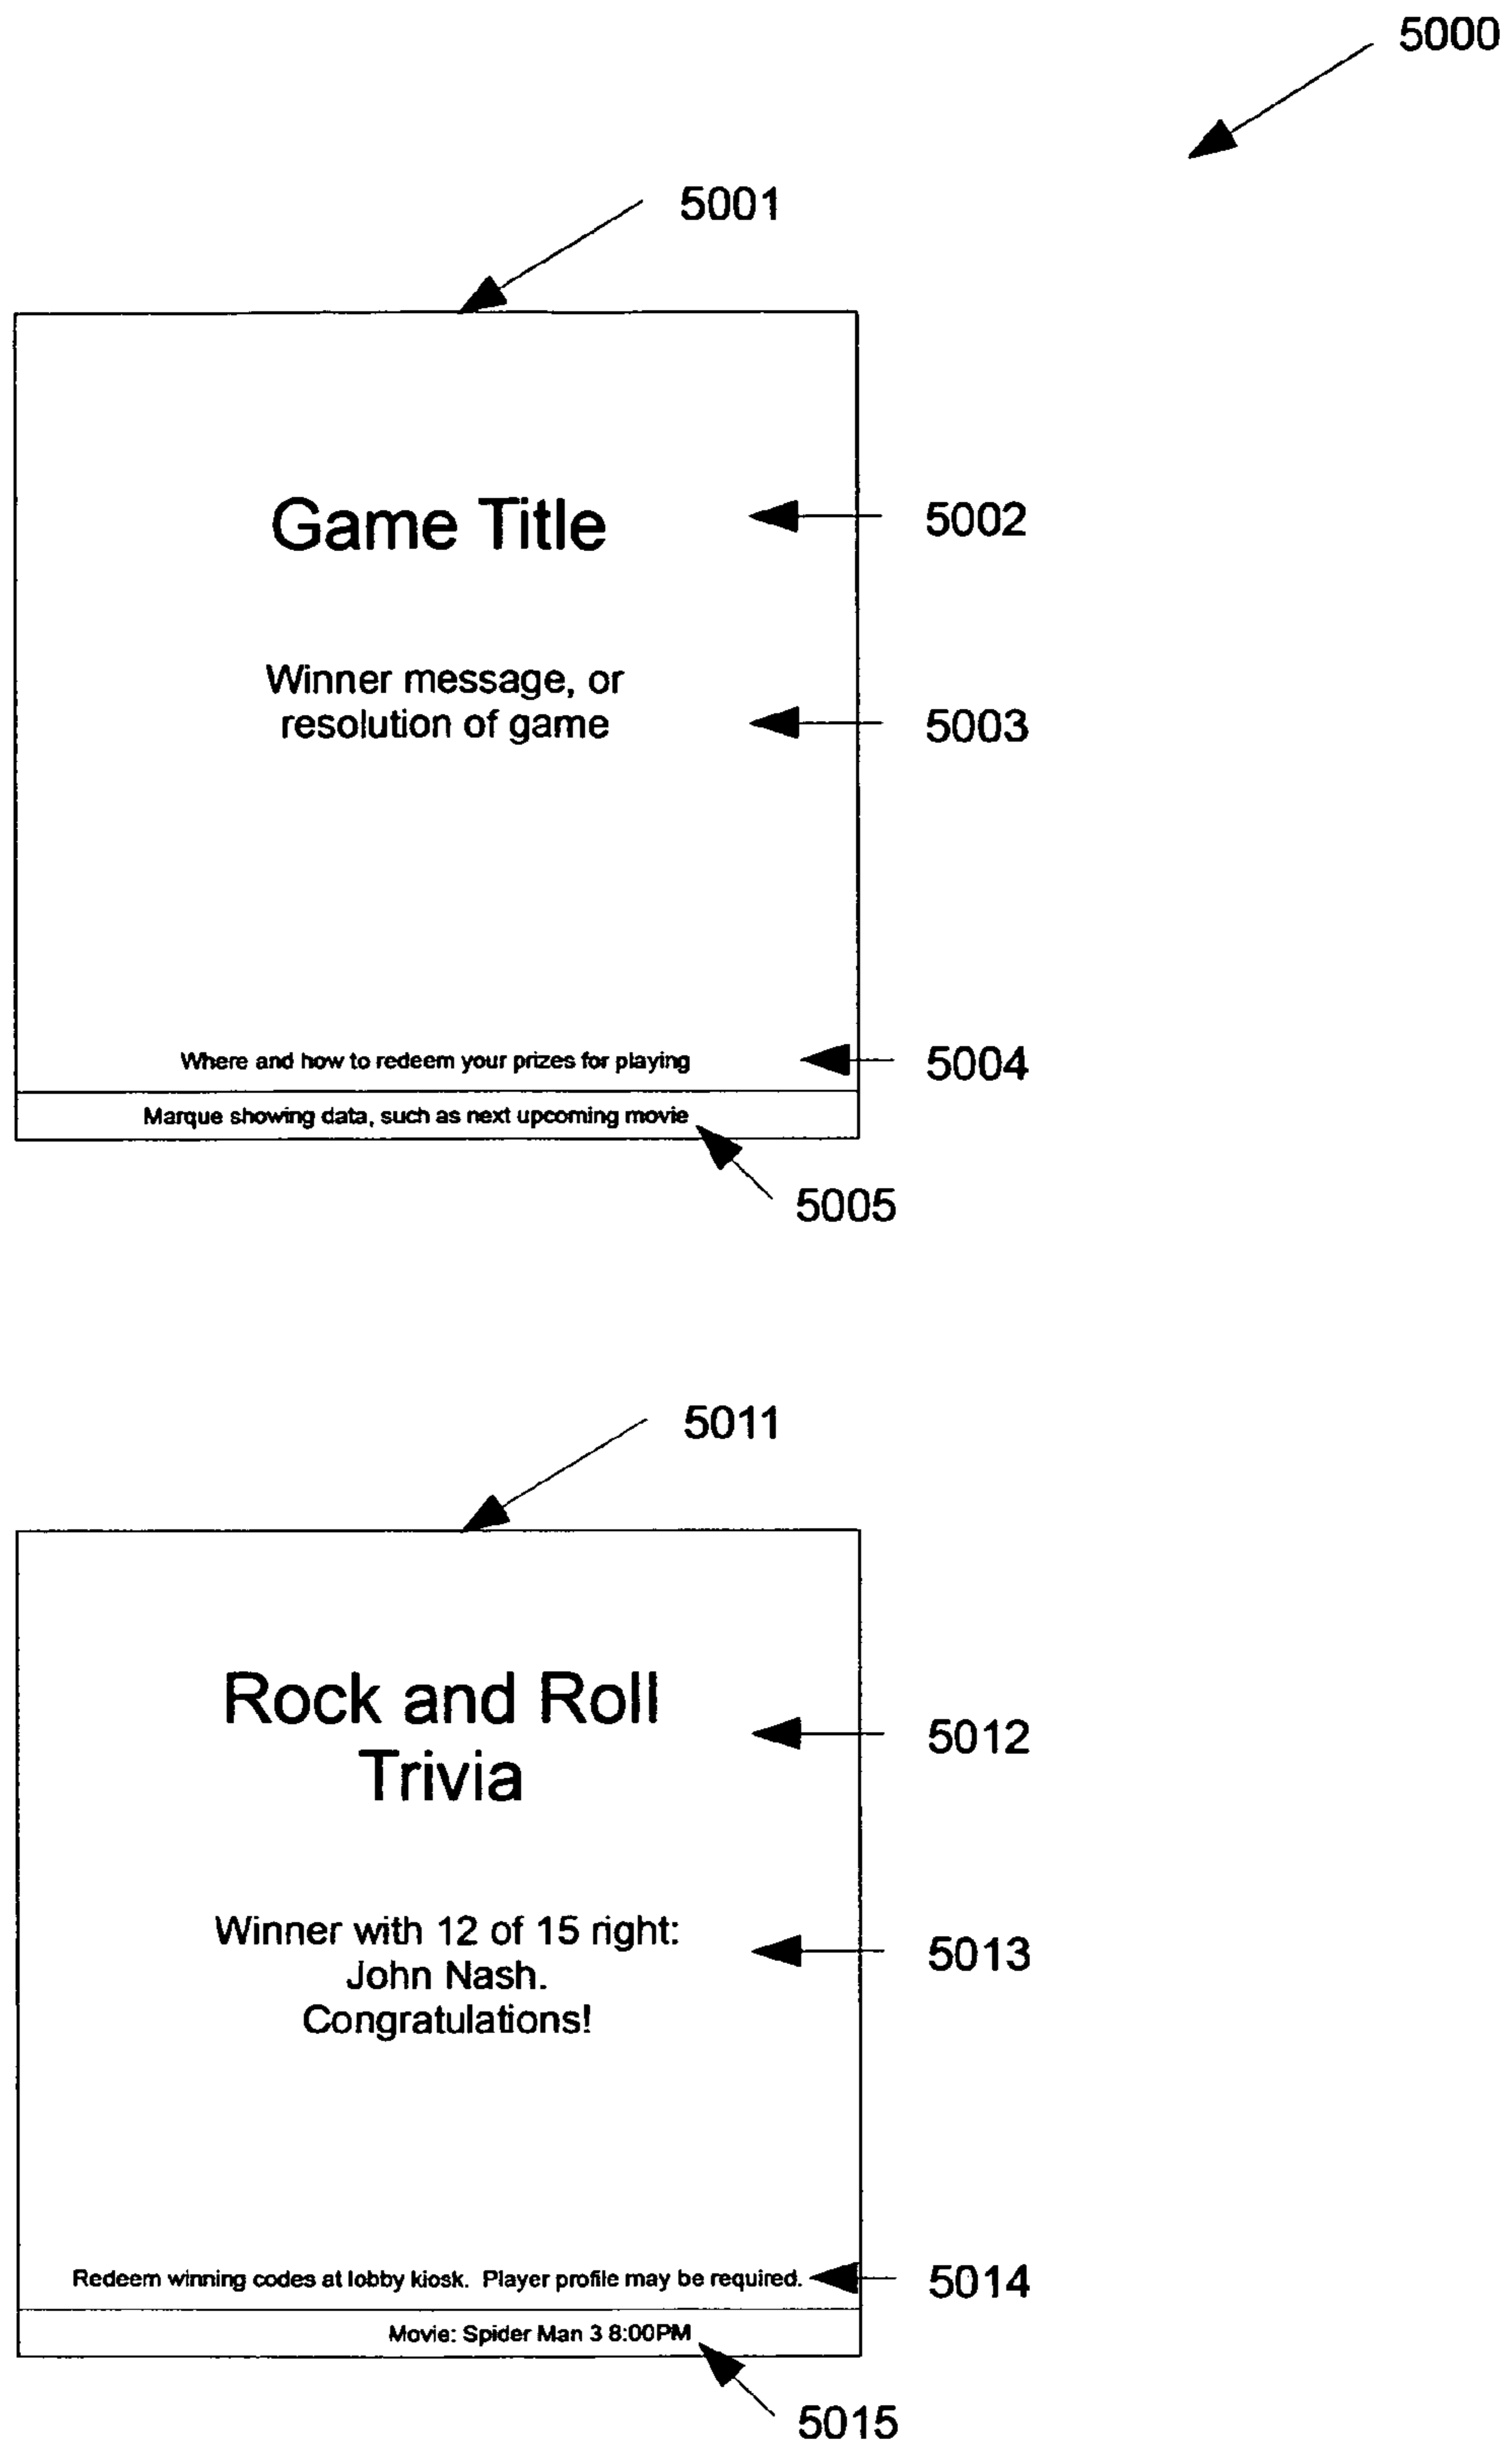 5000
5001
Game Title
5002
Winner message, or
resolution of game
5003
Where and how to redeem your prizes for playing
5004
Marque showing data, such as next upcoming movie
5005
5011
Rock and Roll
Trivia
5012
Winner with 12 of 15 right:
John Nash.
Congratulations!
5013
Redeem winning codes at lobby kiosk. Player profile may be required.
5014
Movie: Spider Man 3 8:00PM
5015